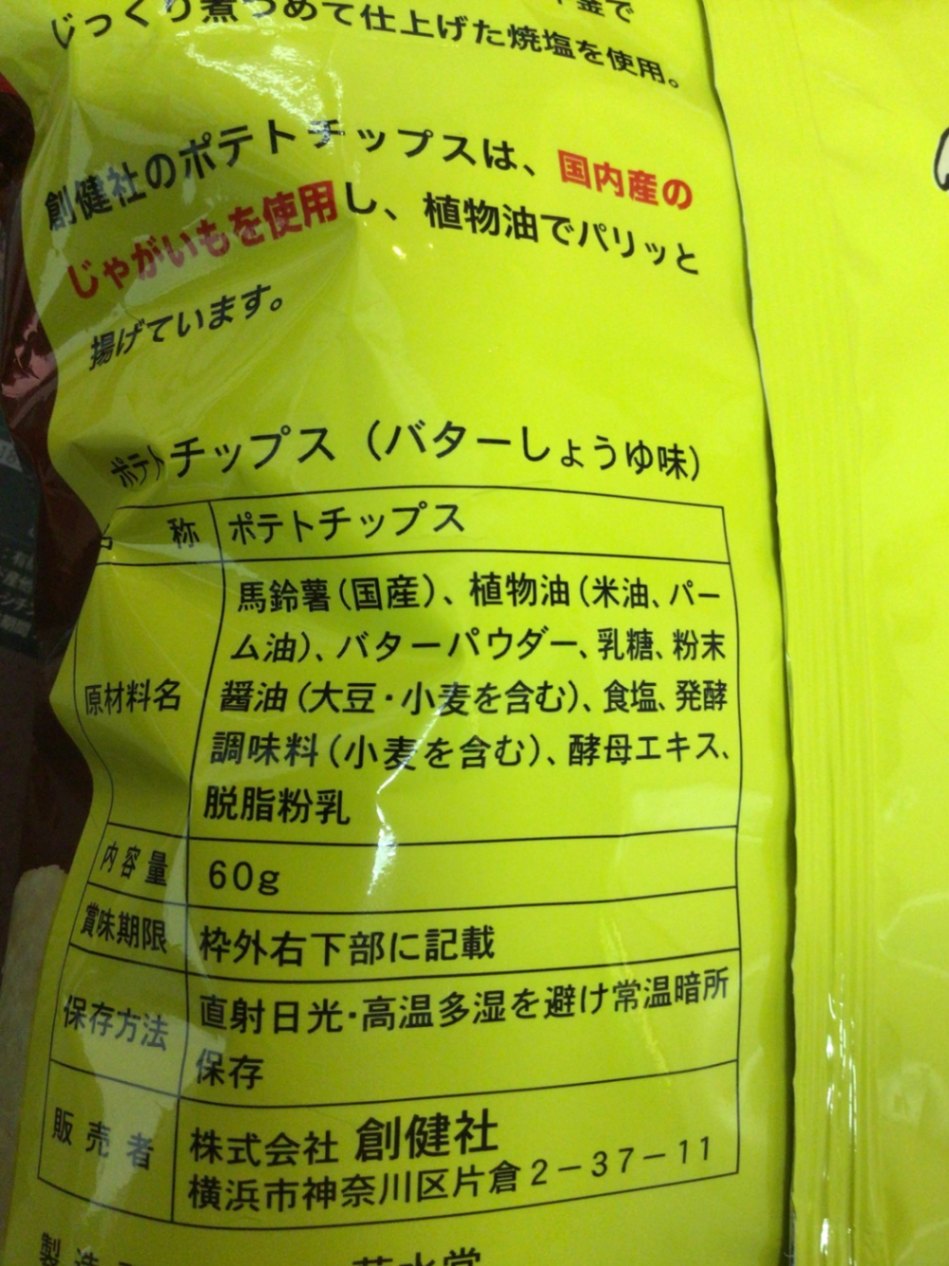 じっくり煮つめて仕上げた焼塩を使用。
創健社のポテトチップスは、国内産の
じゃがいもを使用し、植物油でパリッと
揚げています。
ポテトチップス（バターしょうゆ味）
名称 ポテトチップス
原材料名 馬鈴薯（国産）、植物油（米油、パー
ム油）、バターパウダー、乳糖、粉末
醤油（大豆・小麦を含む）、食塩、発酵
調味料（小麦を含む）、酵母エキス、
脱脂粉乳
内容量 60g
賞味期限 枠外右下部に記載
保存方法 直射日光・高温多湿を避け常温暗所
保存
販売者 株式会社 創健社
横浜市神奈川区片倉2－37－11
製造